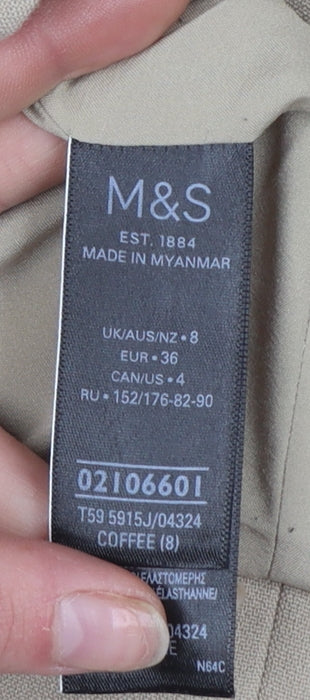 M&S
EST. 1884
MADE IN MYANMAR
UK/AUS/NZ • 8
EUR • 36
CAN/US • 4
RU • 152/176-82-90
02106601
T59 5915J/04324
COFFEE (8)
04324
N64C